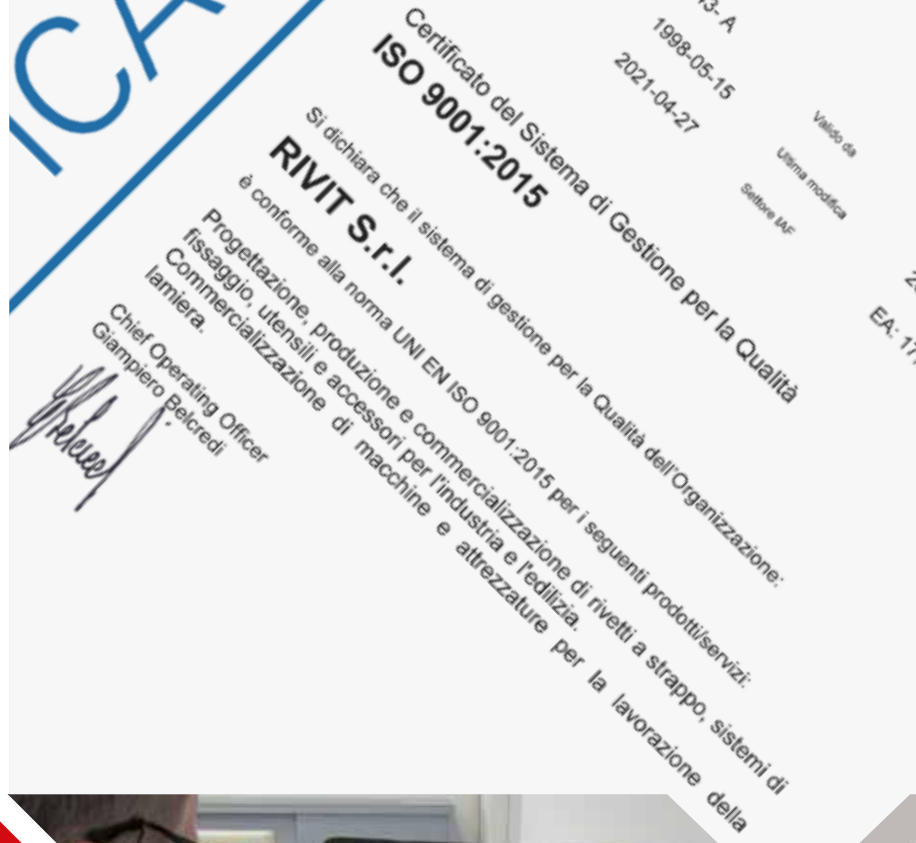 ICA
3- A
1998-05-15
2021-04-27
Valido da
Ultima modifica
Settore IAF
EA: 17,
Certificato del Sistema di Gestione per la Qualità
ISO 9001:2015
Si dichiara che il sistema di gestione per la Qualità dell'Organizzazione:
RIVIT S.r.l.
è conforme alla norma UNI EN ISO 9001:2015 per i seguenti prodotti/servizi:
Progettazione, produzione e commercializzazione di rivetti a strappo, sistemi di
fissaggio, utensili e accessori per l'industria e l'edilizia.
Commercializzazione di macchine e attrezzature per la lavorazione della
lamiera.
Chief Operating Officer
Giampiero Belcredi